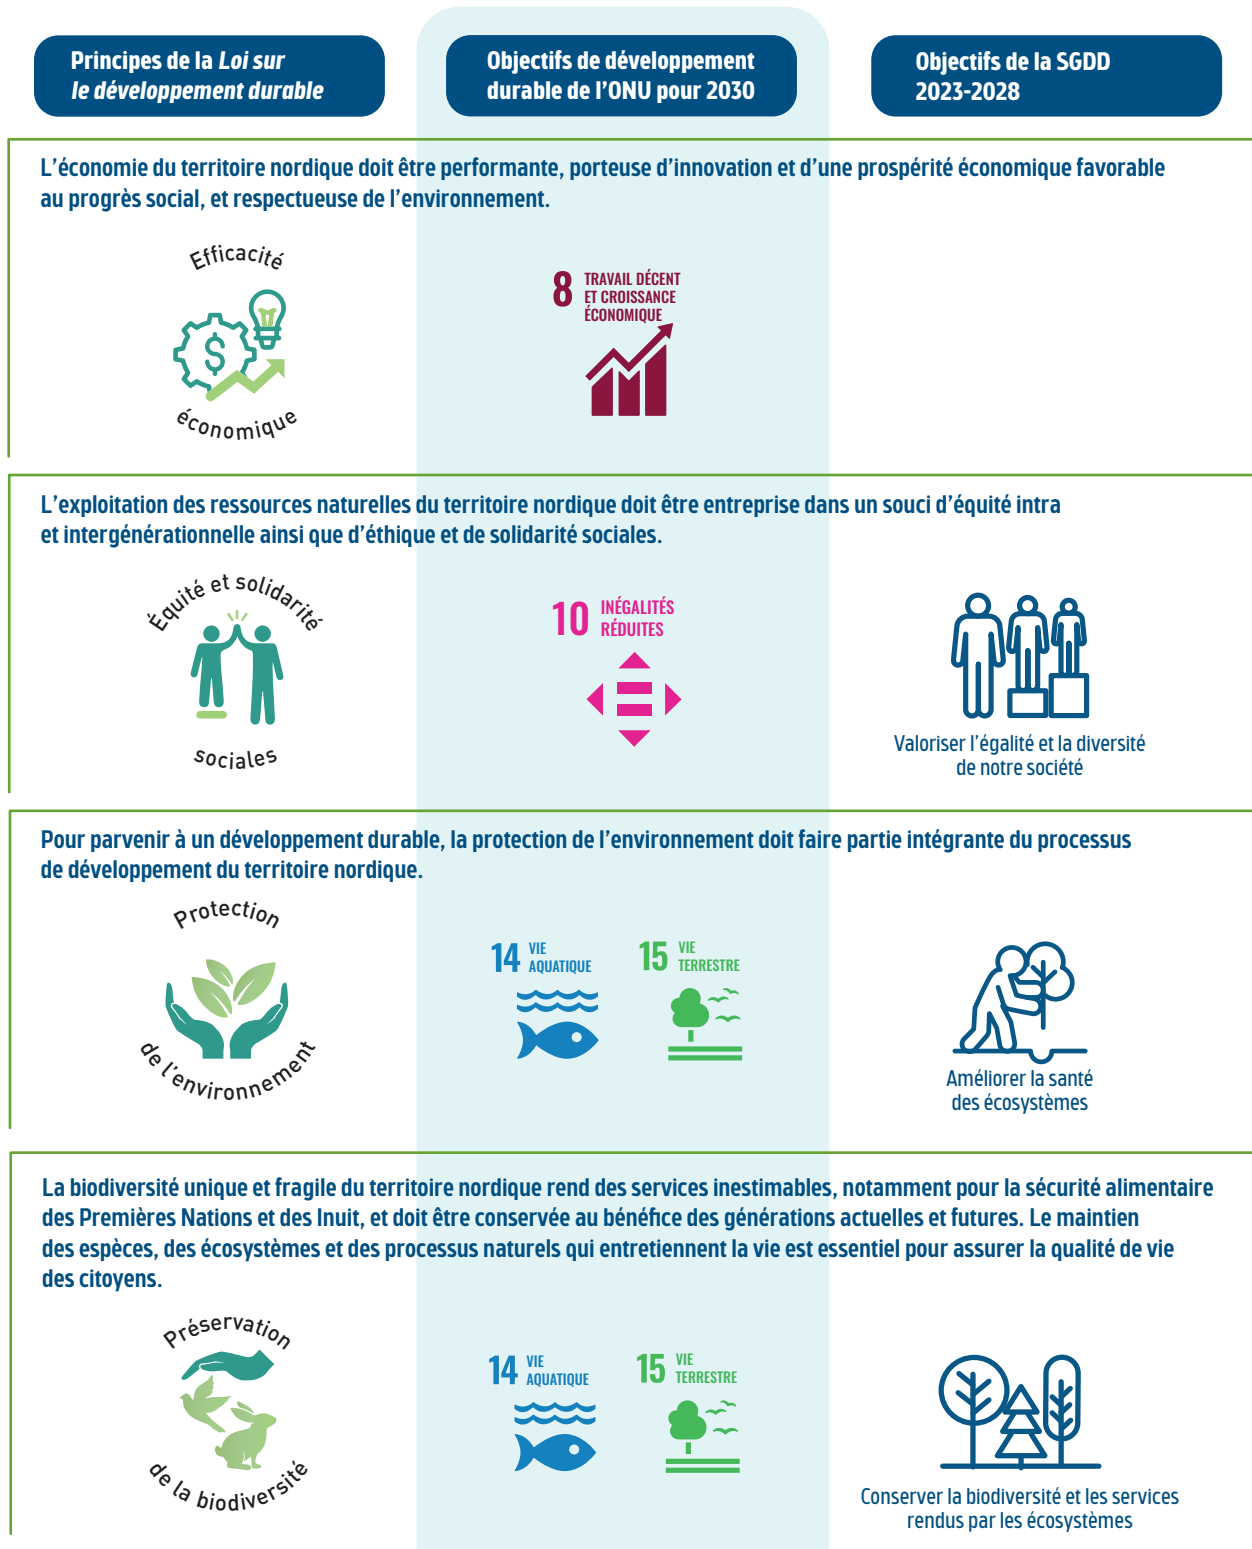 Principes de la Loi sur
le développement durable
Objectifs de développement
durable de l'ONU pour 2030
Objectifs de la SGDD
2023-2028
L'économie du territoire nordique doit être performante, porteuse d'innovation et d'une prospérité économique favorable
au progrès social, et respectueuse de l'environnement.
Efficacité
économique
8 TRAVAIL DÉCENT
ET CROISSANCE
ÉCONOMIQUE
L'exploitation des ressources naturelles du territoire nordique doit être entreprise dans un souci d'équité intra
et intergénérationnelle ainsi que d'éthique et de solidarité sociales.
Équité et solidarité
sociales
10 INÉGALITÉS
RÉDUITES
Valoriser l'égalité et la diversité
de notre société
Pour parvenir à un développement durable, la protection de l'environnement doit faire partie intégrante du processus
de développement du territoire nordique.
Protection
de l'environnement
14 VIE
AQUATIQUE
15 VIE
TERRESTRE
Améliorer la santé
des écosystèmes
La biodiversité unique et fragile du territoire nordique rend des services inestimables, notamment pour la sécurité alimentaire
des Premières Nations et des Inuit, et doit être conservée au bénéfice des générations actuelles et futures. Le maintien
des espèces, des écosystèmes et des processus naturels qui entretiennent la vie est essentiel pour assurer la qualité de vie
des citoyens.
Préservation
de la biodiversité
14 VIE
AQUATIQUE
15 VIE
TERRESTRE
Conserver la biodiversité et les services
rendus par les écosystèmes